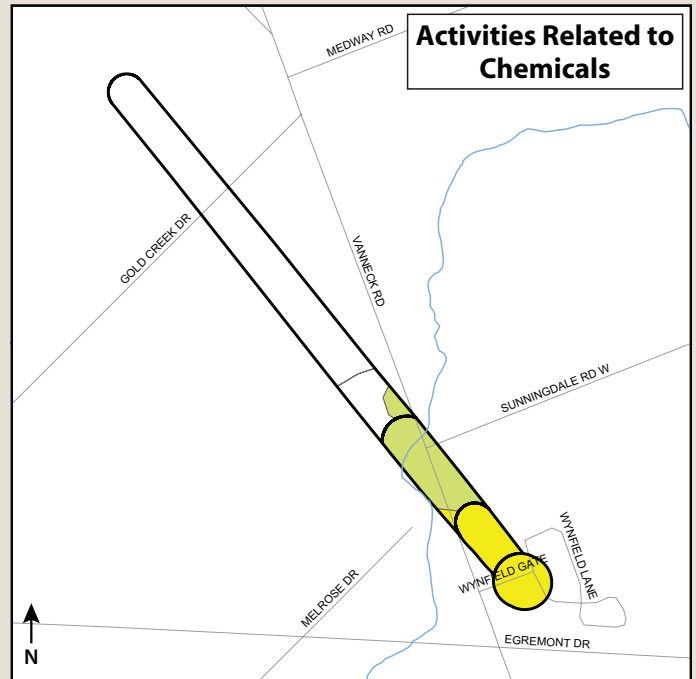 Activities Related to
Chemicals
MEDWAY RD
GOLD CREEK DR
VANNECK RD
SUNNINGDALE RD W
WYNFIELD LANE
WYNFIELD GATE
MELROSE DR
EGREMONT DR
N